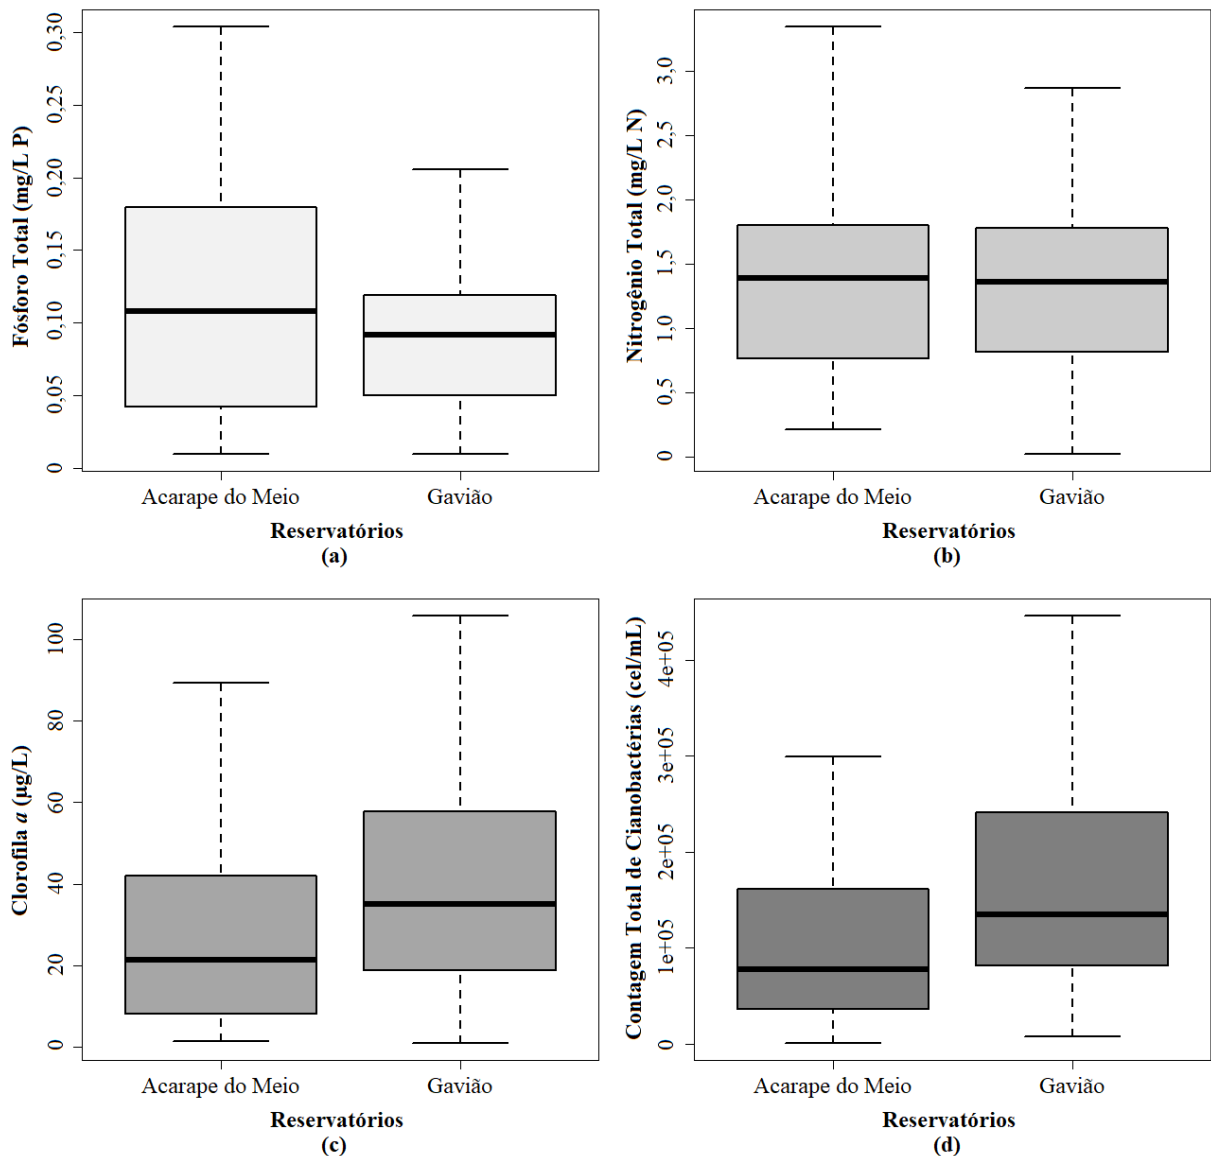 Fósforo Total (mg/L P)
0,30
0,25
0,20
0,15
0,10
0,05
0
Acarape do Meio
Gavião
Reservatórios
(a)
Nitrogênio Total (mg/L N)
3,0
2,5
2,0
1,5
1,0
0,5
0
Acarape do Meio
Gavião
Reservatórios
(b)
Clorofila a (µg/L)
100
80
60
40
20
0
Acarape do Meio
Gavião
Reservatórios
(c)
Contagem Total de Cianobactérias (cel/mL)
4e+05
3e+05
2e+05
1e+05
0
Acarape do Meio
Gavião
Reservatórios
(d)